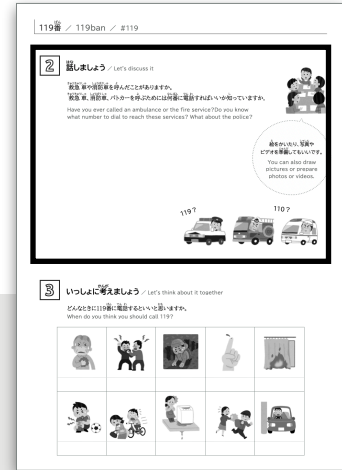 119番 / 119ban / #119
2 話しましょう / Let's discuss it
救急車や消防車を呼んだことがありますか。
救急車、消防車、パトカーを呼ぶためには何番に電話すればいいか知っていますか。
Have you ever called an ambulance or the fire service?Do you know
what number to dial to reach these services? What about the police?
絵をかいたり、写真や
ビデオを準備してもいいです。
You can also draw
pictures or prepare
photos or videos.
119?
110?
3 いっしょに考えましょう / Let's think about it together
どんなときに119番に電話するといいと思いますか。
When do you think you should call 119?